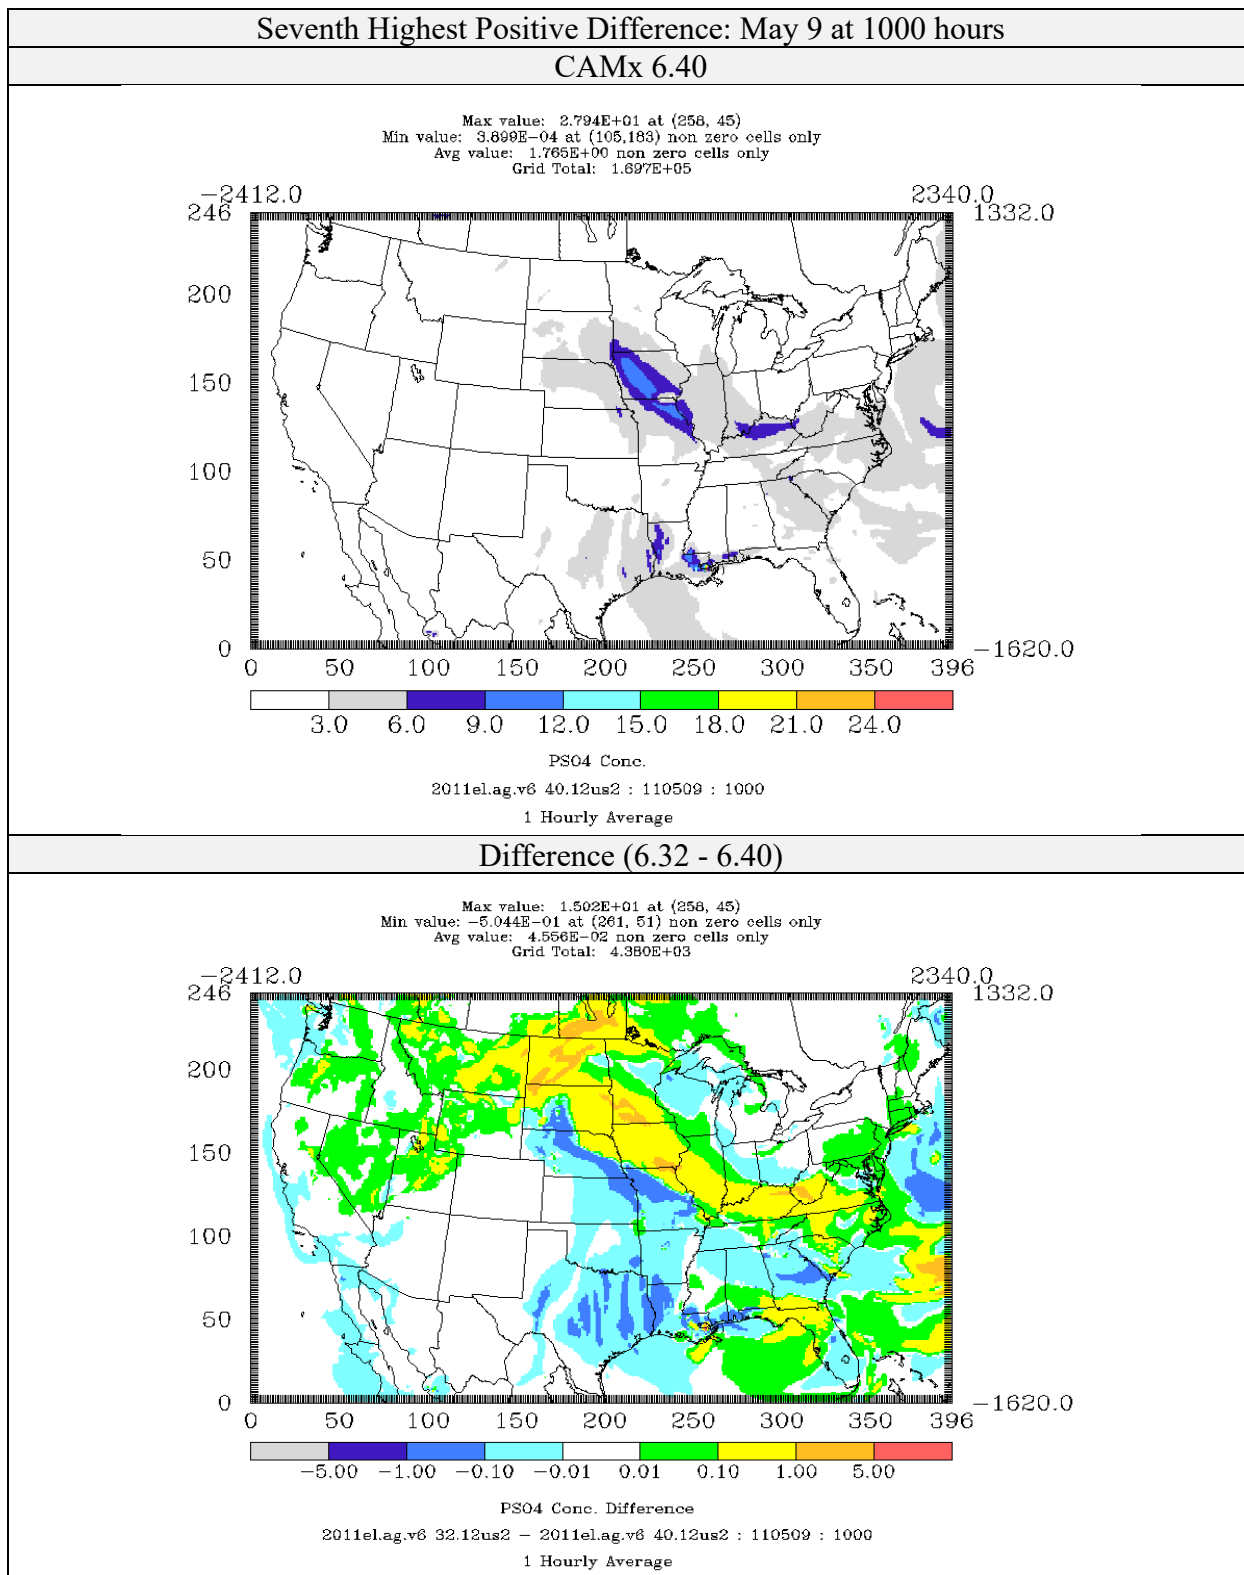 Seventh Highest Positive Difference: May 9 at 1000 hours
CAMx 6.40
Max value: 2.794E+01 at (258, 45)
Min value: 3.899E−04 at (105,183) non zero cells only
Avg value: 1.765E+00 non zero cells only
Grid Total: 1.697E+05
−2412.0 2340.0
246 1332.0
200
150
100
50
0 −1620.0
0 50 100 150 200 250 300 350 396
3.0 6.0 9.0 12.0 15.0 18.0 21.0 24.0
PSO4 Conc.
2011el.ag.v6 40.12us2 : 110509 : 1000
1 Hourly Average
Difference (6.32 - 6.40)
Max value: 1.502E+01 at (258, 45)
Min value: −5.044E−01 at (261, 51) non zero cells only
Avg value: 4.556E−02 non zero cells only
Grid Total: 4.380E+03
−2412.0 2340.0
246 1332.0
200
150
100
50
0 −1620.0
0 50 100 150 200 250 300 350 396
−5.00 −1.00 −0.10 −0.01 0.01 0.10 1.00 5.00
PSO4 Conc. Difference
2011el.ag.v6 32.12us2 − 2011el.ag.v6 40.12us2 : 110509 : 1000
1 Hourly Average